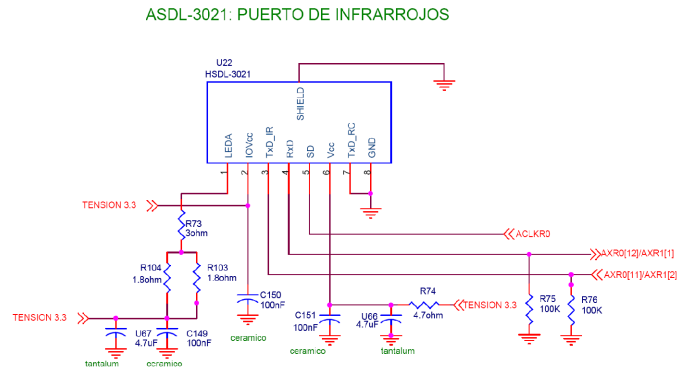 ASDL-3021: PUERTO DE INFRARROJOS
U22
HSDL-3021
SHIELD
LEDA
IOVcc
TxD_IR
RxD
SD
Vcc
TxD_RC
GND
1
2
3
4
5
6
7
8
TENSION 3.3
R73
3ohm
ACLKR0
AXR0[12]/AXR1[1]
R104
1.8ohm
R103
1.8ohm
AXR0[11]/AXR1[2]
C150
100nF
R74
4.7ohm
TENSION 3.3
R75
100K
R76
100K
TENSION 3.3
C151
100nF
U66
4.7uF
U67
4.7uF
C149
100nF
ceramico
ceramico
tantalum
tantalum
ceramico